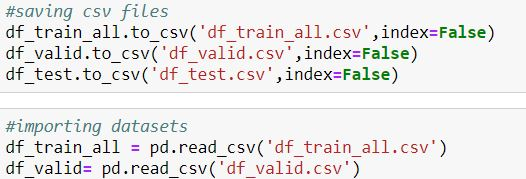 #saving csv files
df_train_all.to_csv('df_train_all.csv',index=False)
df_valid.to_csv('df_valid.csv',index=False)
df_test.to_csv('df_test.csv',index=False)
#importing datasets
df_train_all = pd.read_csv('df_train_all.csv')
df_valid= pd.read_csv('df_valid.csv')